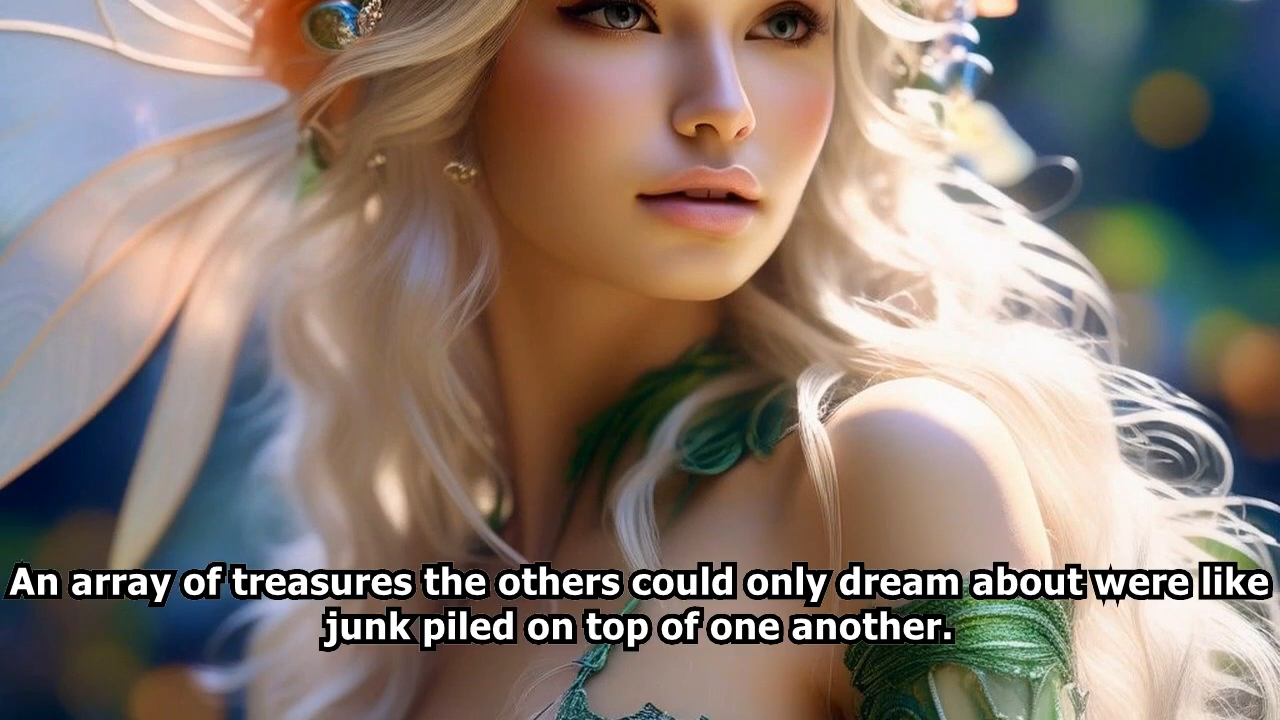 An array of treasures the others could only dream about were like
junk piled on top of one another.